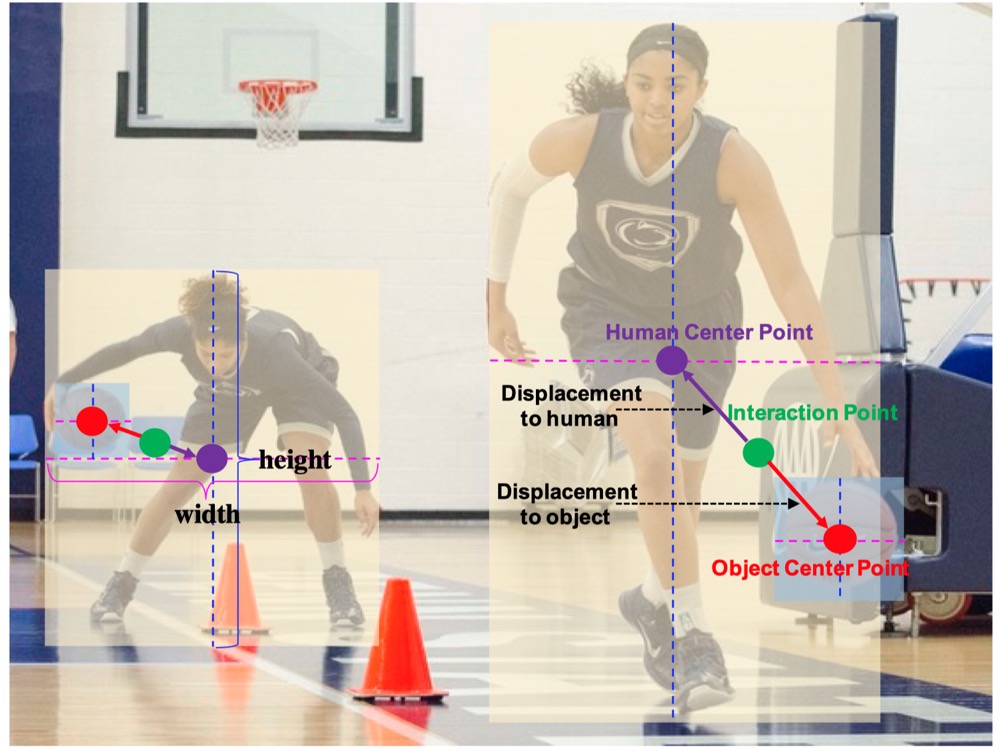 Human Center Point
Displacement
to human
Interaction Point
height
Displacement
to object
width
Object Center Point